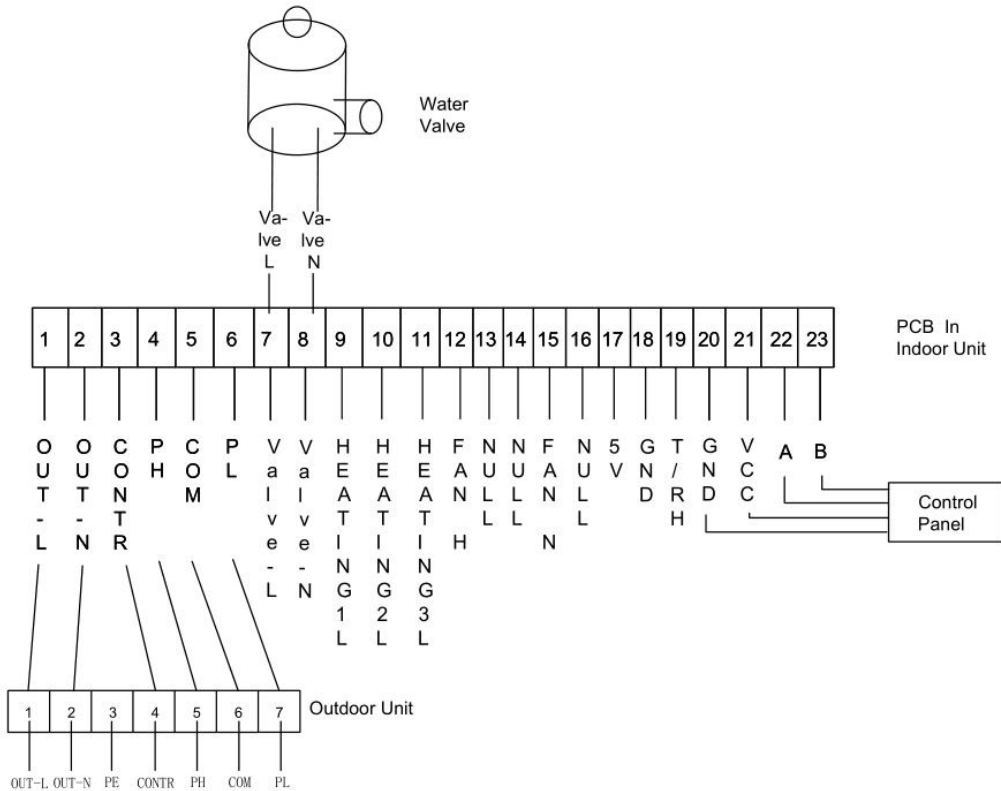 Water
Valve
Va-
lve
L
Va-
lve
N
1 2 3 4 5 6 7 8 9 10 11 12 13 14 15 16 17 18 19 20 21 22 23
PCB In
Indoor Unit
OUT-L
OUT-N
CONTR
PH
COM
PL
Valve-L
Valve-N
HEATING1L
HEATING2L
HEATING3L
FAN H
NULL
NULL
FAN N
NULL
5V
GND
T/RH
GND
VCC
A
B
Control
Panel
1 2 3 4 5 6 7
Outdoor Unit
OUT-L OUT-N PE CONTR PH COM PL